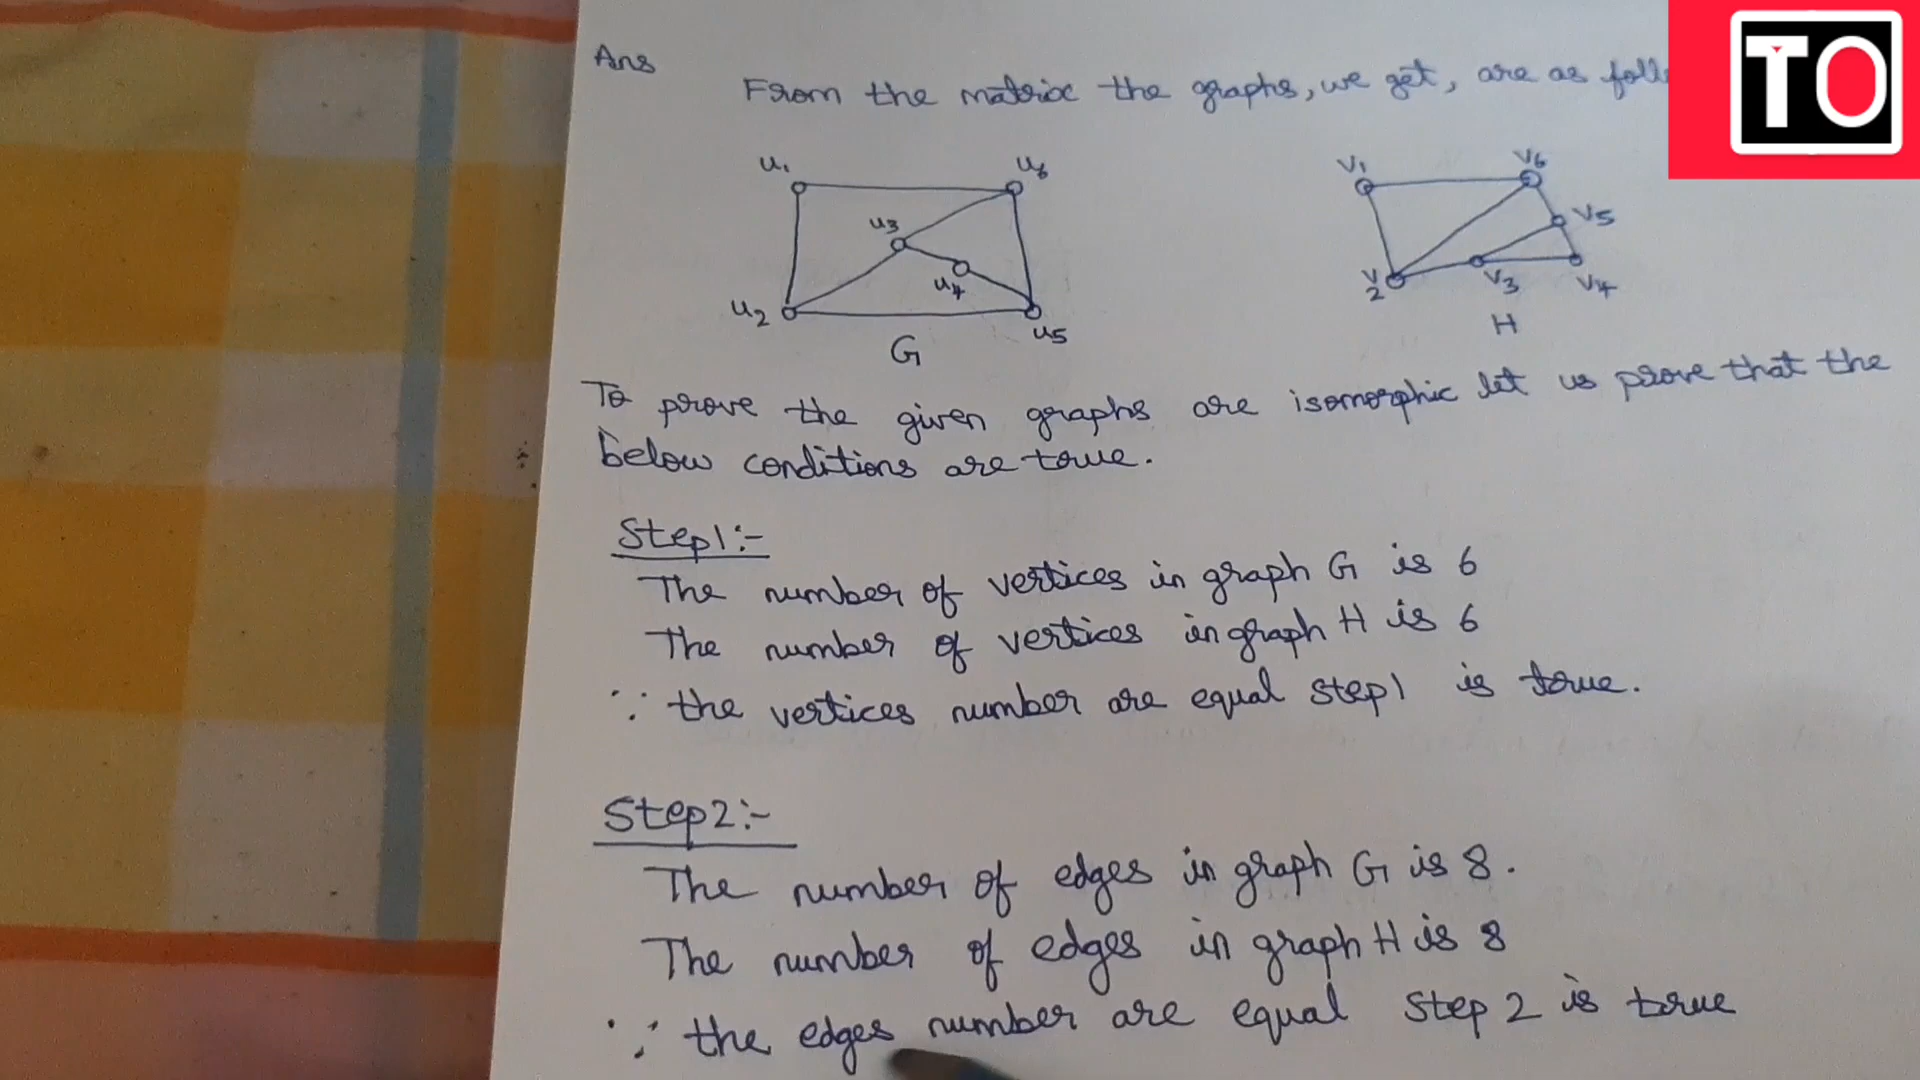 Ans
From the matrix the graphs, we get, are as foll
TO
u1 u6 v1 v6
u3 v5
u4 v3 v4
u2 u5 v2
G H
To prove the given graphs are isomorphic let us prove that the
below conditions are true.
Step1:-
The number of vertices in graph G is 6
The number of vertices in graph H is 6
∵ the vertices number are equal step1 is true.
Step2:-
The number of edges in graph G is 8.
The number of edges in graph H is 8
∵ the edges number are equal step 2 is true